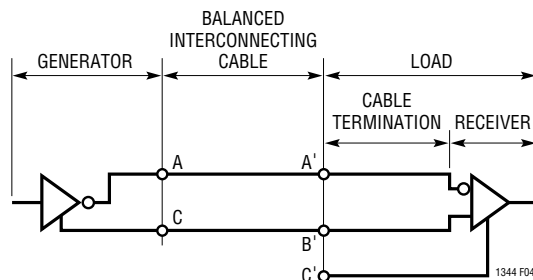 GENERATOR
BALANCED
INTERCONNECTING
CABLE
LOAD
CABLE
TERMINATION
RECEIVER
A
A'
C
B'
C'
1344 F04